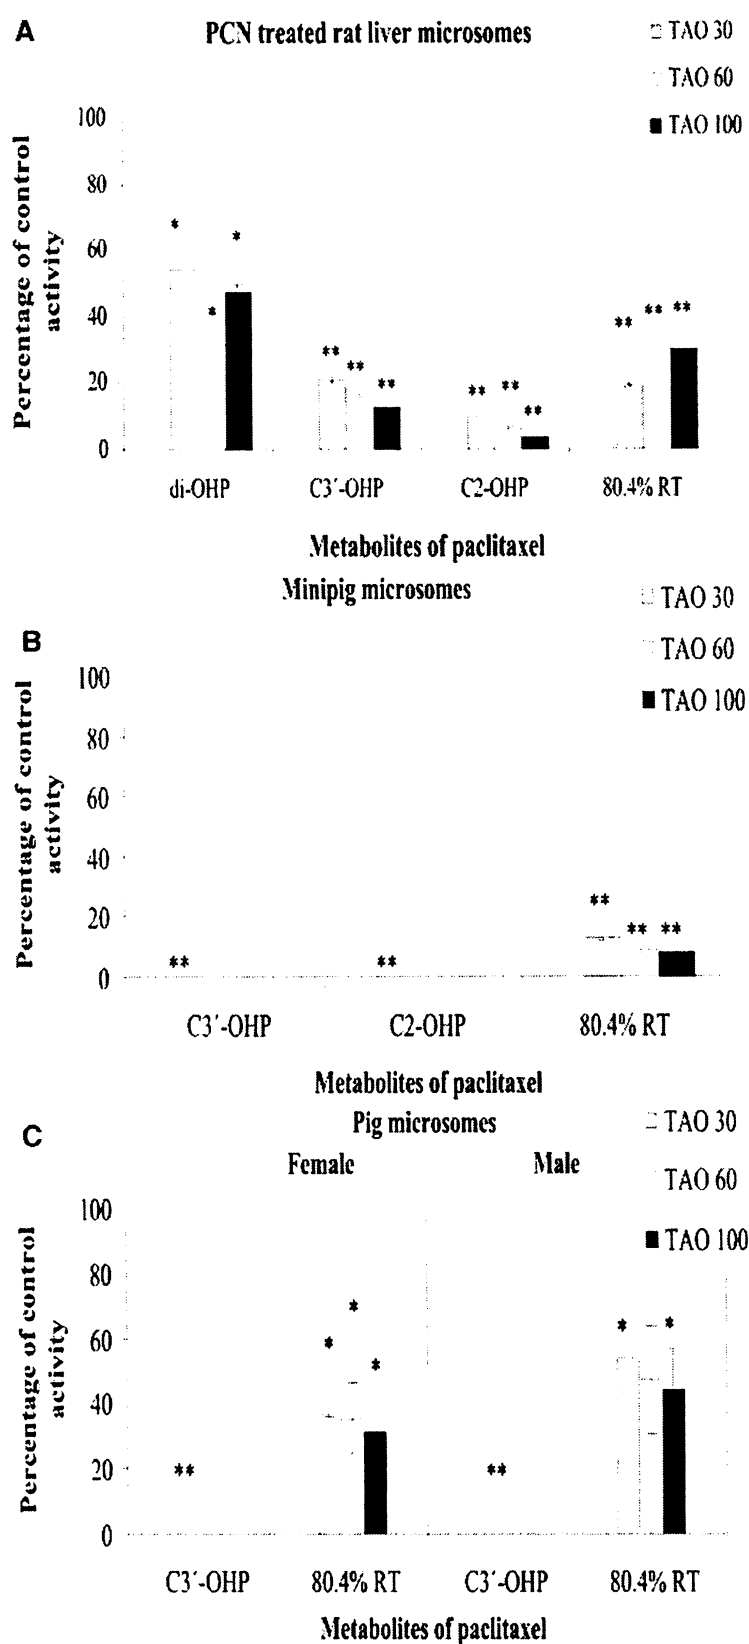 A
PCN treated rat liver microsomes
TAO 30
TAO 60
TAO 100
Percentage of control
activity
100
80
60
40
20
0
*
*
*
** ** **
** ** **
** ** **
di-OHP C3´-OHP C2-OHP 80.4% RT
Metabolites of paclitaxel
Minipig microsomes
TAO 30
TAO 60
TAO 100
B
Percentage of control
activity
100
80
60
40
20
0
**
**
** ** **
C3´-OHP C2-OHP 80.4% RT
Metabolites of paclitaxel
C
Pig microsomes
Female Male
TAO 30
TAO 60
TAO 100
Percentage of control
activity
100
80
60
40
20
0
**
* * *
**
* *
C3´-OHP 80.4% RT C3´-OHP 80.4% RT
Metabolites of paclitaxel